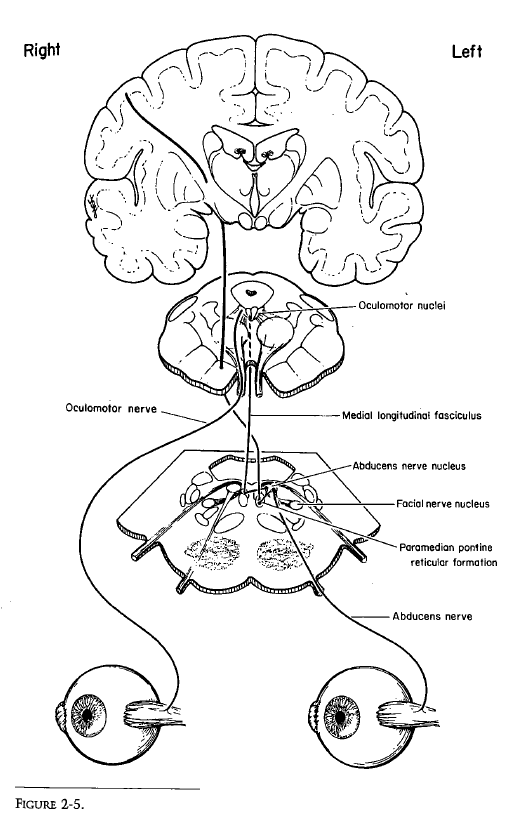 Right
Left
Oculomotor nuclei
Oculomotor nerve
Medial longitudinal fasciculus
Abducens nerve nucleus
Facial nerve nucleus
Paramedian pontine
reticular formation
Abducens nerve
FIGURE 2-5.